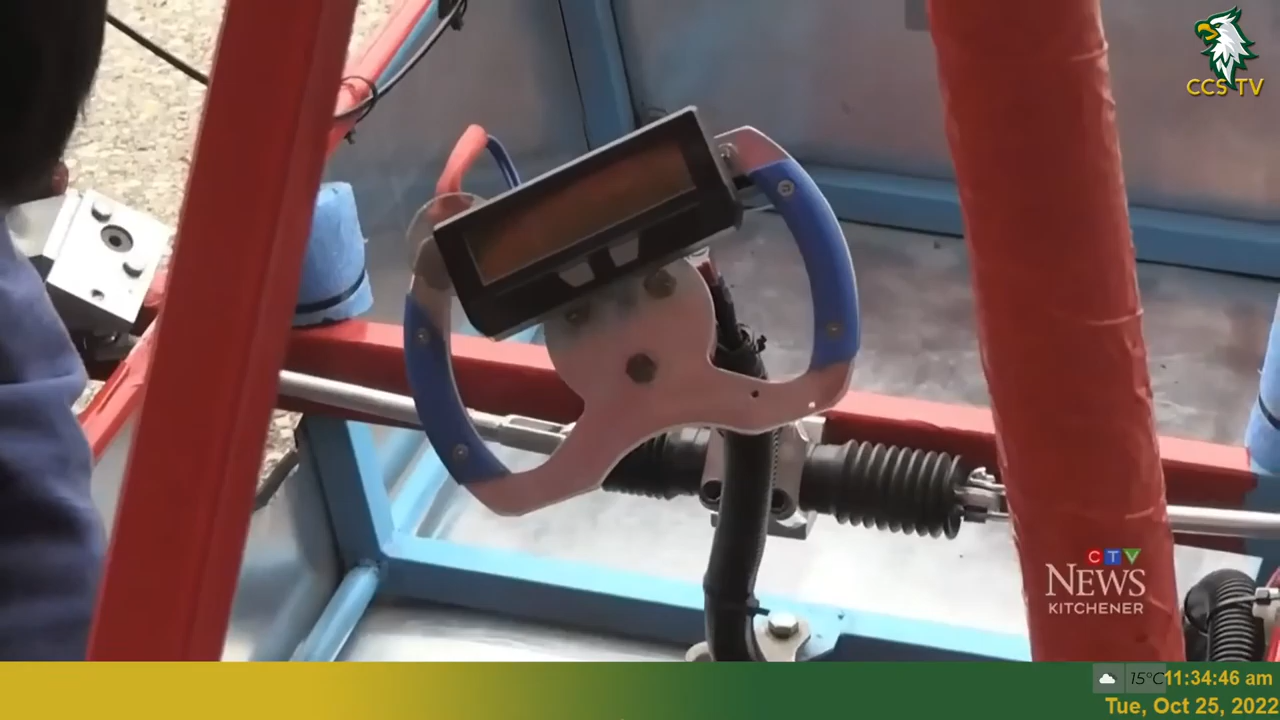 CCS TV
CTV
NEWS
KITCHENER
15°C
11:34:46 am
Tue, Oct 25, 2022